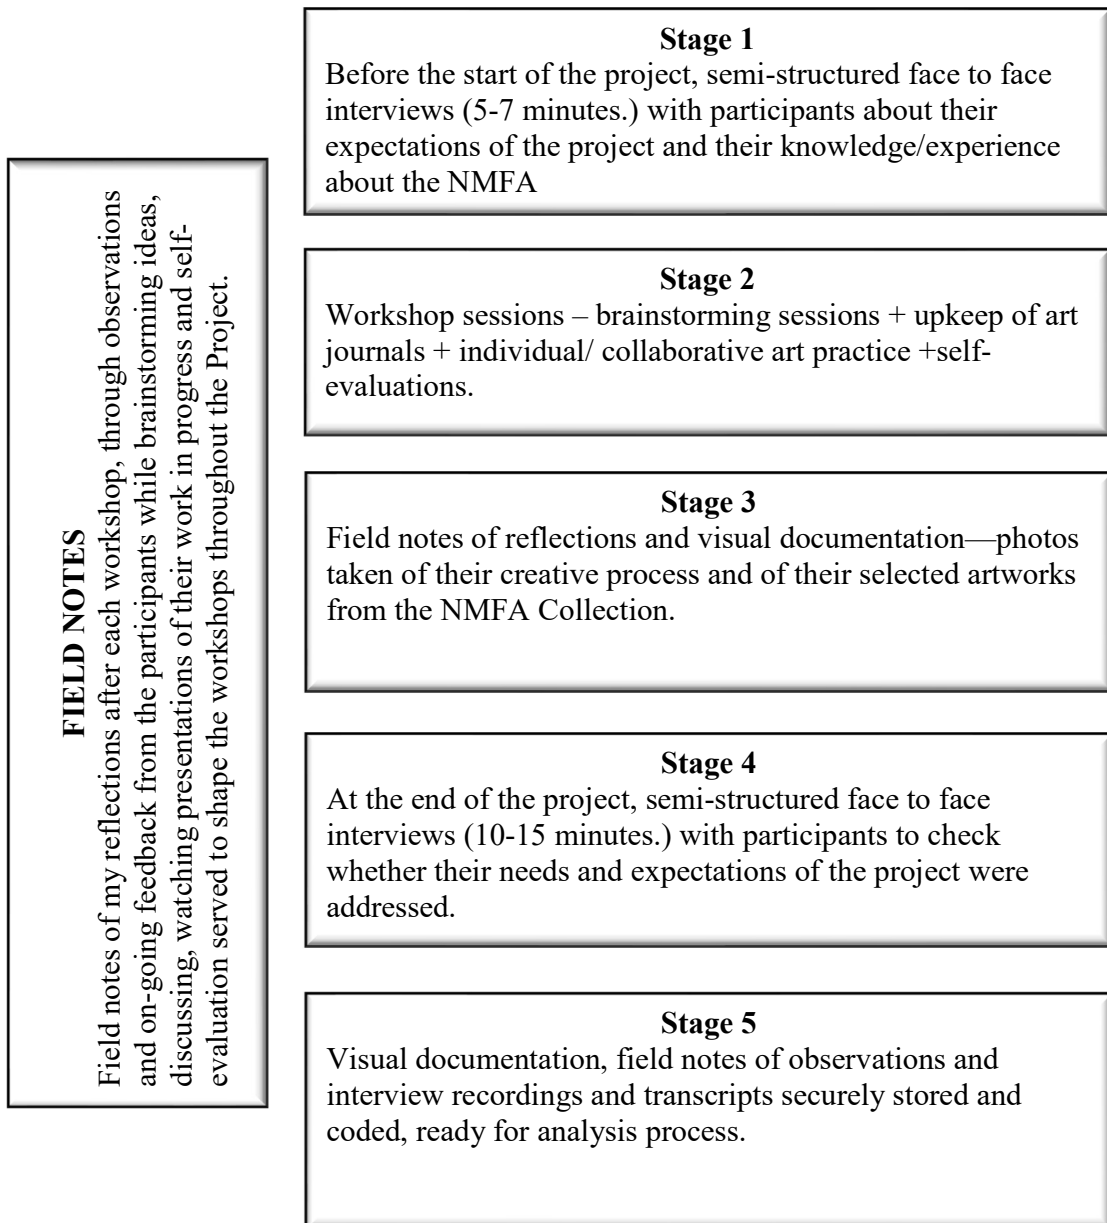 FIELD NOTES
Field notes of my reflections after each workshop, through observations
and on-going feedback from the participants while brainstorming ideas,
discussing, watching presentations of their work in progress and self-
evaluation served to shape the workshops throughout the Project.
Stage 1
Before the start of the project, semi-structured face to face
interviews (5-7 minutes.) with participants about their
expectations of the project and their knowledge/experience
about the NMFA
Stage 2
Workshop sessions – brainstorming sessions + upkeep of art
journals + individual/ collaborative art practice +self-
evaluations.
Stage 3
Field notes of reflections and visual documentation—photos
taken of their creative process and of their selected artworks
from the NMFA Collection.
Stage 4
At the end of the project, semi-structured face to face
interviews (10-15 minutes.) with participants to check
whether their needs and expectations of the project were
addressed.
Stage 5
Visual documentation, field notes of observations and
interview recordings and transcripts securely stored and
coded, ready for analysis process.